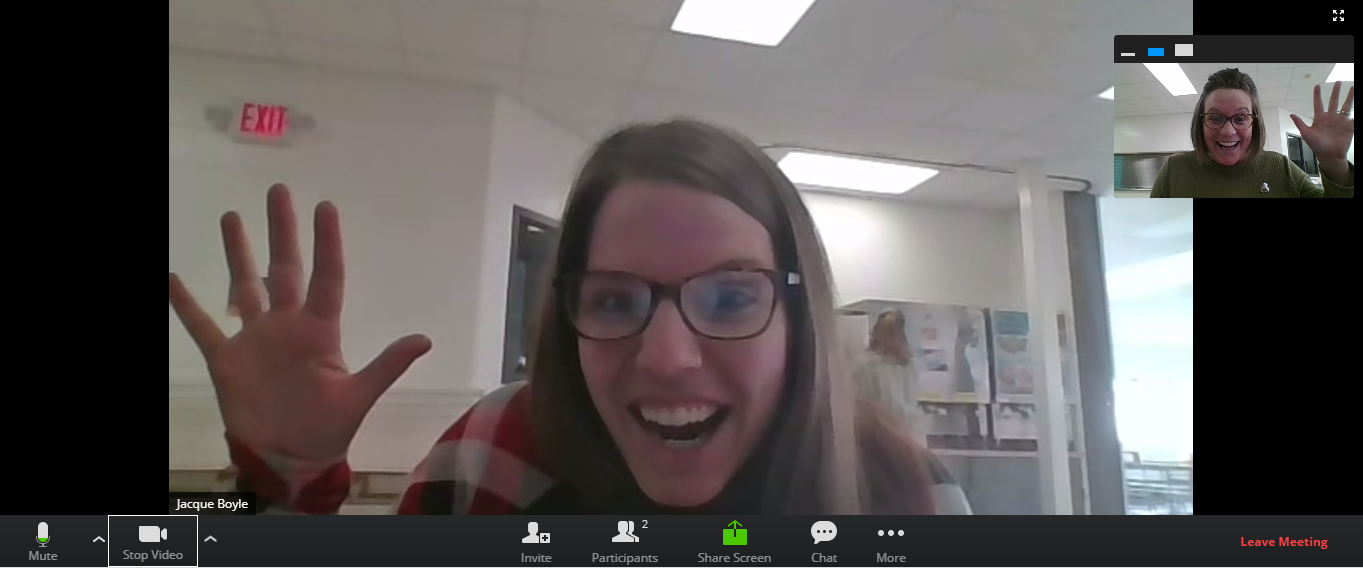 EXIT
Jacque Boyle
Mute
Stop Video
Invite
Participants
2
Share Screen
Chat
More
Leave Meeting